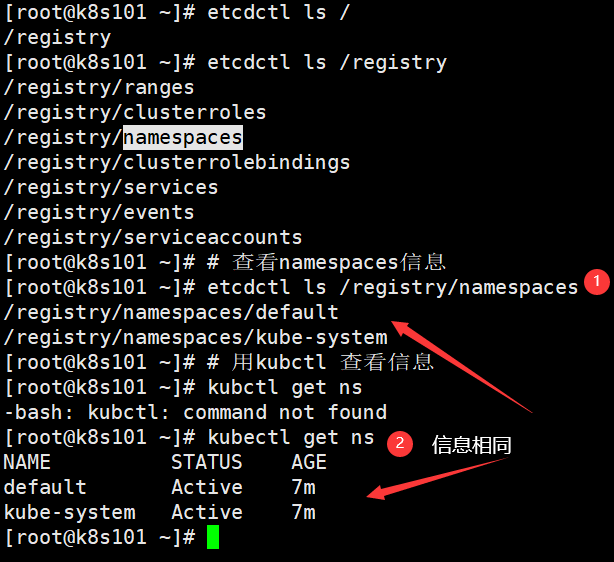 [root@k8s101 ~]# etcdctl ls /
/registry
[root@k8s101 ~]# etcdctl ls /registry
/registry/ranges
/registry/clusterroles
/registry/namespaces
/registry/clusterrolebindings
/registry/services
/registry/events
/registry/serviceaccounts
[root@k8s101 ~]# # 查看namespaces信息
[root@k8s101 ~]# etcdctl ls /registry/namespaces 1
/registry/namespaces/default
/registry/namespaces/kube-system
[root@k8s101 ~]# # 用kubctl 查看信息
[root@k8s101 ~]# kubctl get ns
-bash: kubctl: command not found
[root@k8s101 ~]# kubectl get ns 2 信息相同
NAME STATUS AGE
default Active 7m
kube-system Active 7m
[root@k8s101 ~]#